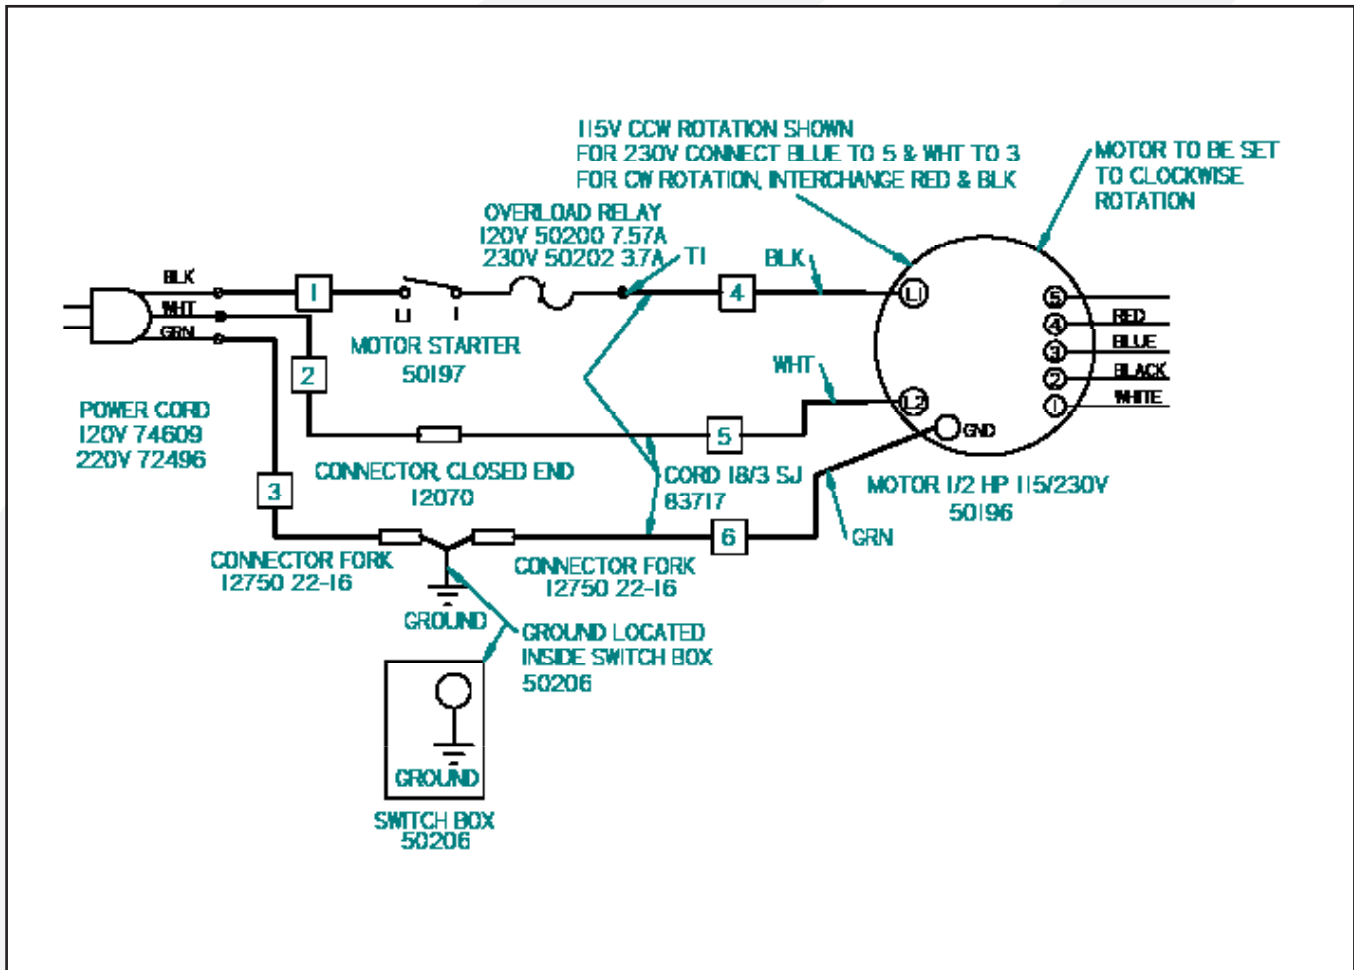 115V CCW ROTATION SHOWN
FOR 230V CONNECT BLUE TO 5 & WHT TO 3
FOR CW ROTATION, INTERCHANGE RED & BLK
MOTOR TO BE SET
TO CLOCKWISE
ROTATION
OVERLOAD RELAY
120V 50200 7.57A
230V 50202 3.7A
T1
BLK
BLK
WHT
GRN
1
L1
1
4
L1
MOTOR STARTER
50197
2
POWER CORD
120V 74609
220V 72496
WHT
L2
GND
5
4
RED
3
BLUE
2
BLACK
1
WHITE
5
CONNECTOR, CLOSED END
12070
CORD 18/3 SJ
83717
MOTOR 1/2 HP 115/230V
50196
3
6
GRN
CONNECTOR FORK
12750 22-16
CONNECTOR FORK
12750 22-16
GROUND
GROUND LOCATED
INSIDE SWITCH BOX
50206
GROUND
SWITCH BOX
50206